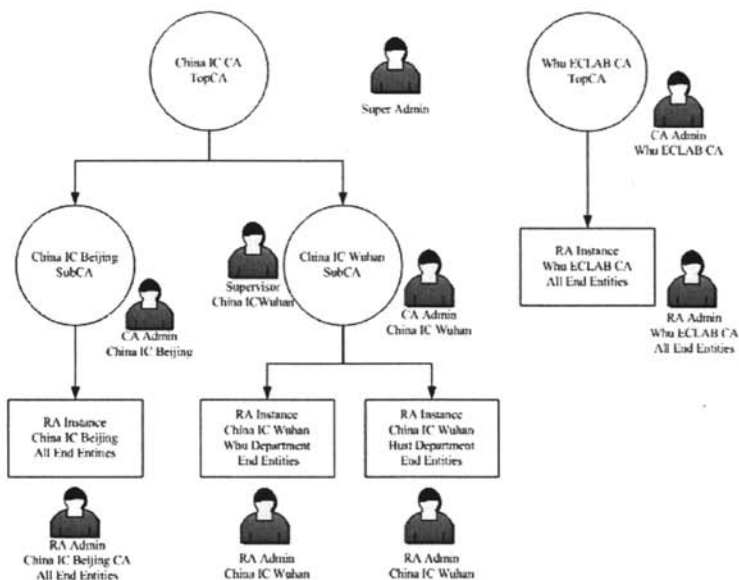 China IC CA
TopCA
Super Admin
Whu ECLAB CA
TopCA
CA Admin
Whu ECLAB CA
China IC Beijing
SubCA
CA Admin
China IC Beijing
Supervisor
China ICWuhan
China IC Wuhan
SubCA
CA Admin
China IC Wuhan
RA Instance
Whu ECLAB CA
All End Entities
RA Admin
Whu ECLAB CA
All End Entities
RA Instance
China IC Beijing
All End Entities
RA Instance
China IC Wuhan
Whu Department
End Entities
RA Instance
China IC Wuhan
Hust Department
End Entities
RA Admin
China IC Beijing CA
All End Entities
RA Admin
China IC Wuhan
RA Admin
China IC Wuhan